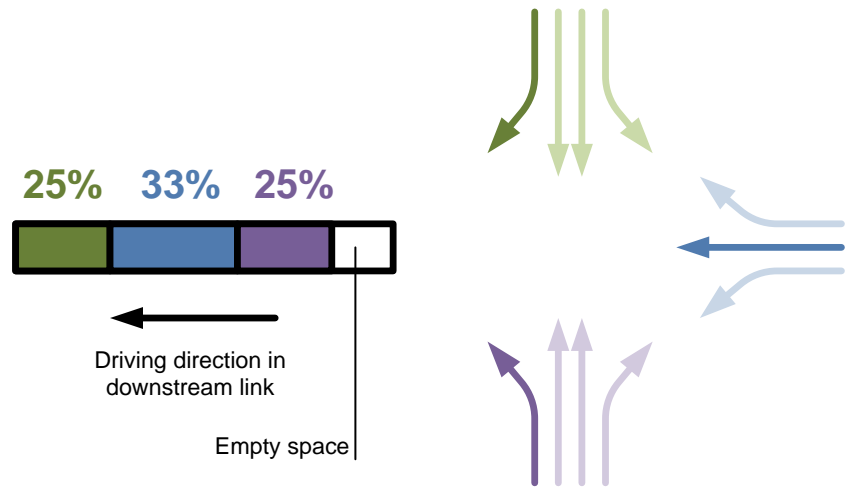 25% 33% 25%
Driving direction in
downstream link
Empty space